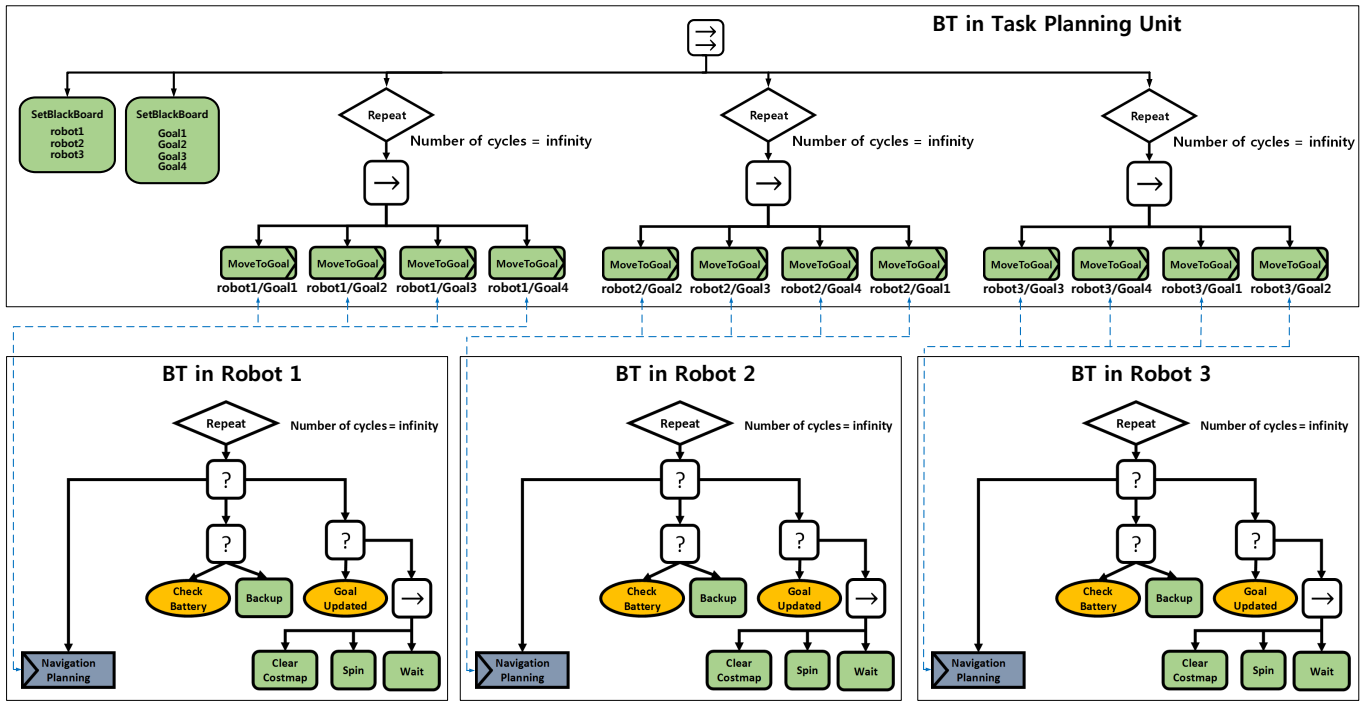 BT in Task Planning Unit
SetBlackBoard
robot1
robot2
robot3
SetBlackBoard
Goal1
Goal2
Goal3
Goal4
Repeat
Number of cycles = infinity
→
MoveToGoal
robot1/Goal1
MoveToGoal
robot1/Goal2
MoveToGoal
robot1/Goal3
MoveToGoal
robot1/Goal4
Repeat
Number of cycles = infinity
→
MoveToGoal
robot2/Goal2
MoveToGoal
robot2/Goal3
MoveToGoal
robot2/Goal4
MoveToGoal
robot2/Goal1
Repeat
Number of cycles = infinity
→
MoveToGoal
robot3/Goal3
MoveToGoal
robot3/Goal4
MoveToGoal
robot3/Goal1
MoveToGoal
robot3/Goal2
BT in Robot 1
Repeat
Number of cycles = infinity
?
?
?
Check
Battery
Backup
Goal
Updated
→
Navigation
Planning
Clear
Costmap
Spin
Wait
BT in Robot 2
Repeat
Number of cycles = infinity
?
?
?
Check
Battery
Backup
Goal
Updated
→
Navigation
Planning
Clear
Costmap
Spin
Wait
BT in Robot 3
Repeat
Number of cycles = infinity
?
?
?
Check
Battery
Backup
Goal
Updated
→
Navigation
Planning
Clear
Costmap
Spin
Wait